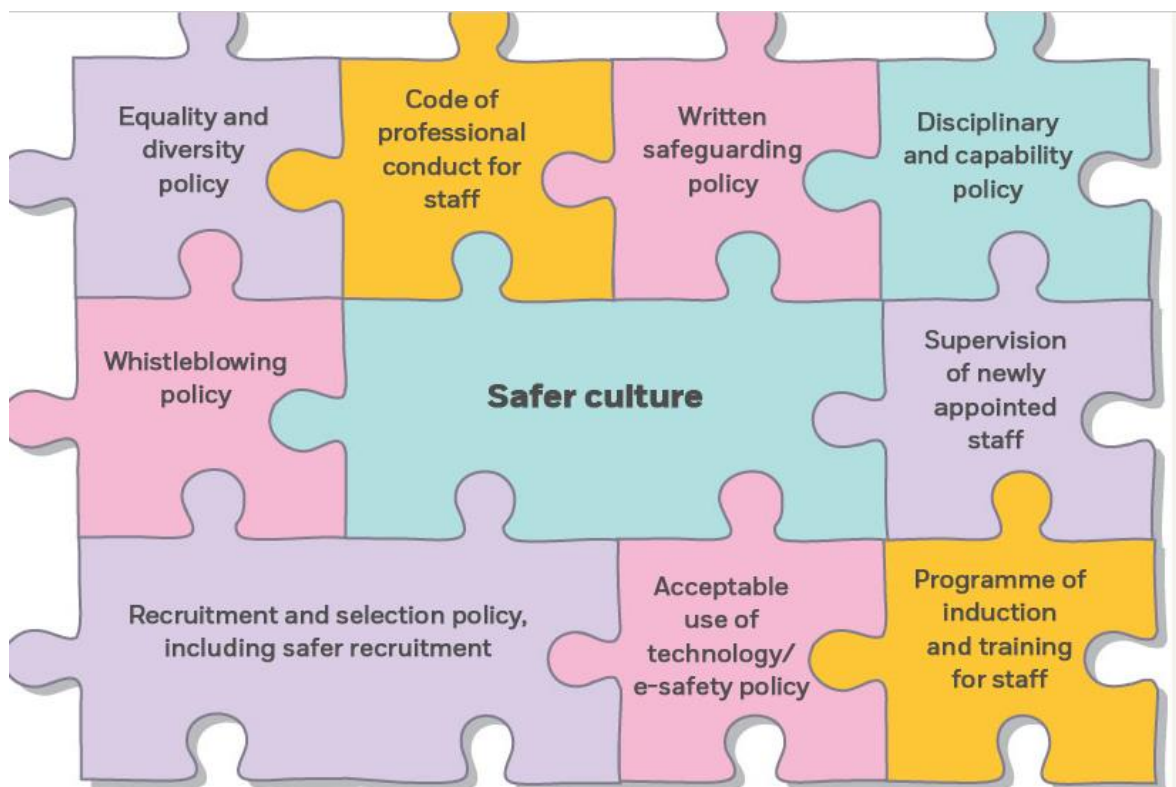 Equality and
diversity
policy
Code of
professional
conduct for
staff
Written
safeguarding
policy
Disciplinary
and capability
policy
Whistleblowing
policy
Safer culture
Supervision
of newly
appointed
staff
Recruitment and selection policy,
including safer recruitment
Acceptable
use of
technology/
e-safety policy
Programme of
induction
and training
for staff